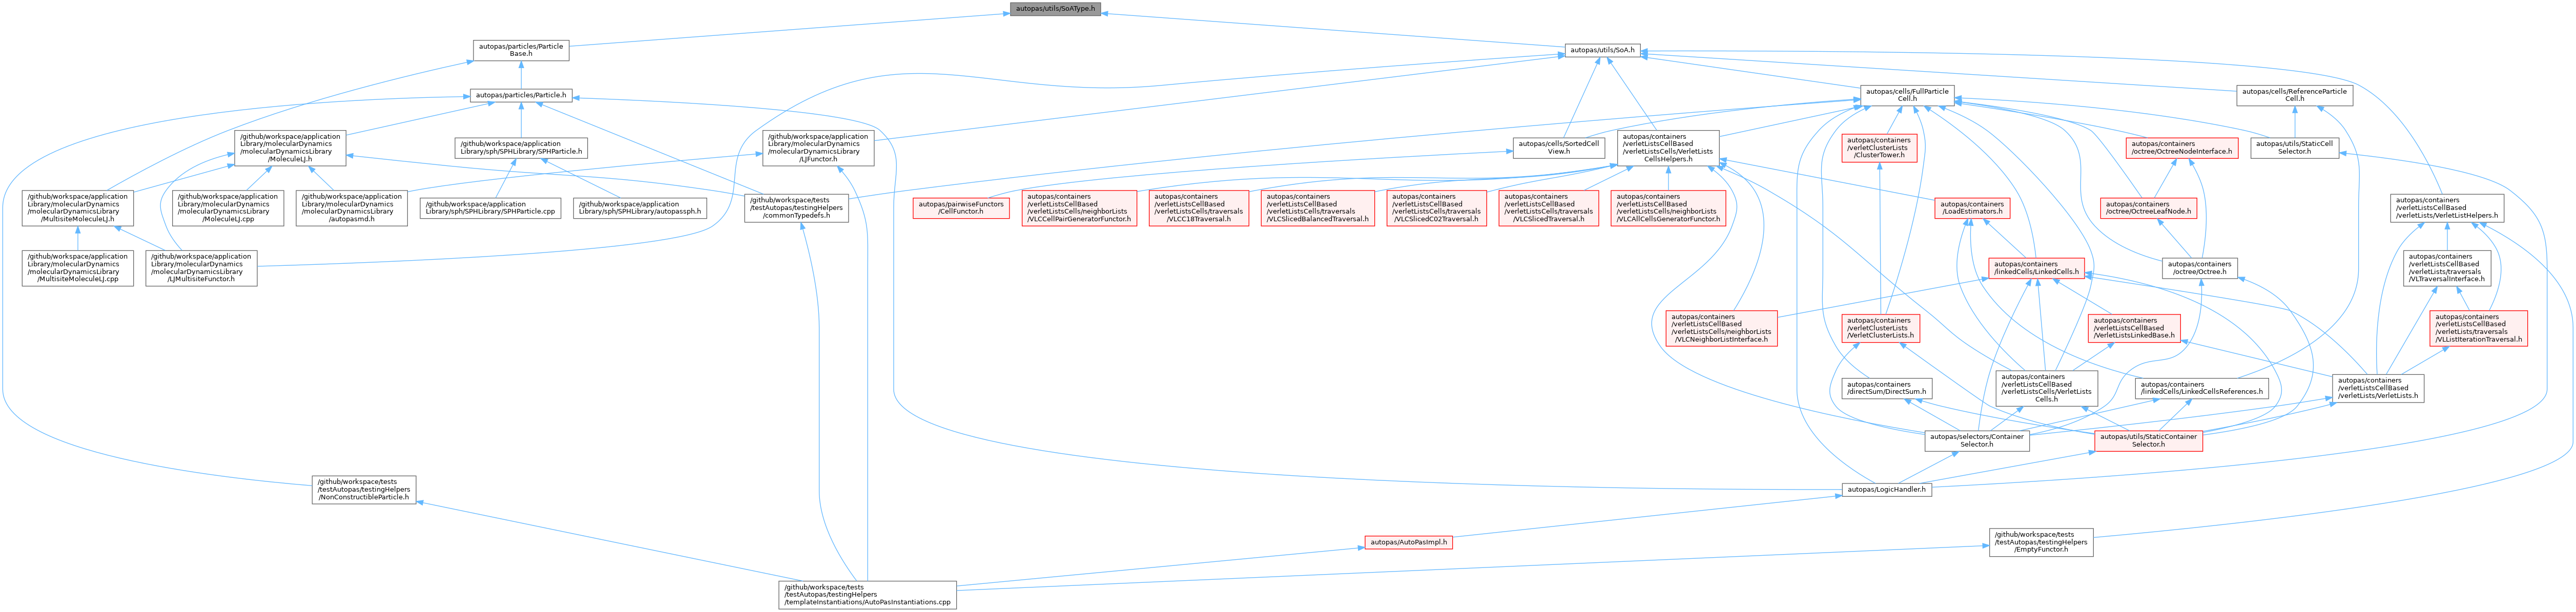 autopas/utils/SoAType.h
autopas/particles/Particle
Base.h
autopas/utils/SoA.h
autopas/particles/Particle.h
autopas/cells/FullParticle
Cell.h
autopas/cells/ReferenceParticle
Cell.h
/github/workspace/application
Library/molecularDynamics
/molecularDynamicsLibrary
/MoleculeLJ.h
/github/workspace/application
Library/sph/SPHLibrary/SPHParticle.h
/github/workspace/application
Library/molecularDynamics
/molecularDynamicsLibrary
/LJFunctor.h
autopas/cells/SortedCell
View.h
autopas/containers
/verletListsCellBased
/verletListsCells/VerletLists
CellsHelpers.h
autopas/containers
/verletClusterLists
/ClusterTower.h
autopas/containers
/octree/OctreeNodeInterface.h
autopas/utils/StaticCell
Selector.h
/github/workspace/application
Library/molecularDynamics
/molecularDynamicsLibrary
/MultisiteMoleculeLJ.h
/github/workspace/application
Library/molecularDynamics
/molecularDynamicsLibrary
/MoleculeLJ.cpp
/github/workspace/application
Library/molecularDynamics
/molecularDynamicsLibrary
/autopasmd.h
/github/workspace/application
Library/sph/SPHLibrary/SPHParticle.cpp
/github/workspace/application
Library/sph/SPHLibrary/autopassph.h
/github/workspace/tests
/testAutopas/testingHelpers
/commonTypedefs.h
autopas/pairwiseFunctors
/CellFunctor.h
autopas/containers
/verletListsCellBased
/verletListsCells/neighborLists
/VLCCellPairGeneratorFunctor.h
autopas/containers
/verletListsCellBased
/verletListsCells/traversals
/VLCC18Traversal.h
autopas/containers
/verletListsCellBased
/verletListsCells/traversals
/VLCSlicedBalancedTraversal.h
autopas/containers
/verletListsCellBased
/verletListsCells/traversals
/VLCSlicedC02Traversal.h
autopas/containers
/verletListsCellBased
/verletListsCells/traversals
/VLCSlicedTraversal.h
autopas/containers
/verletListsCellBased
/verletListsCells/neighborLists
/VLCAllCellsGeneratorFunctor.h
autopas/containers
/LoadEstimators.h
autopas/containers
/octree/OctreeLeafNode.h
autopas/containers
/verletListsCellBased
/verletLists/VerletListHelpers.h
/github/workspace/application
Library/molecularDynamics
/molecularDynamicsLibrary
/MultisiteMoleculeLJ.cpp
/github/workspace/application
Library/molecularDynamics
/molecularDynamicsLibrary
/LJMultisiteFunctor.h
autopas/containers
/linkedCells/LinkedCells.h
autopas/containers
/octree/Octree.h
autopas/containers
/verletListsCellBased
/verletLists/traversals
/VLTraversalInterface.h
autopas/containers
/verletListsCellBased
/verletListsCells/neighborLists
/VLCNeighborListInterface.h
autopas/containers
/verletClusterLists
/VerletClusterLists.h
autopas/containers
/verletListsCellBased
/VerletListsLinkedBase.h
autopas/containers
/verletListsCellBased
/verletLists/traversals
/VLListIterationTraversal.h
autopas/containers
/directSum/DirectSum.h
autopas/containers
/verletListsCellBased
/verletListsCells/VerletLists
Cells.h
autopas/containers
/linkedCells/LinkedCellsReferences.h
autopas/containers
/verletListsCellBased
/verletLists/VerletLists.h
autopas/selectors/Container
Selector.h
autopas/utils/StaticContainer
Selector.h
/github/workspace/tests
/testAutopas/testingHelpers
/NonConstructibleParticle.h
autopas/LogicHandler.h
autopas/AutoPasImpl.h
/github/workspace/tests
/testAutopas/testingHelpers
/EmptyFunctor.h
/github/workspace/tests
/testAutopas/testingHelpers
/templateInstantiations/AutoPasInstantiations.cpp